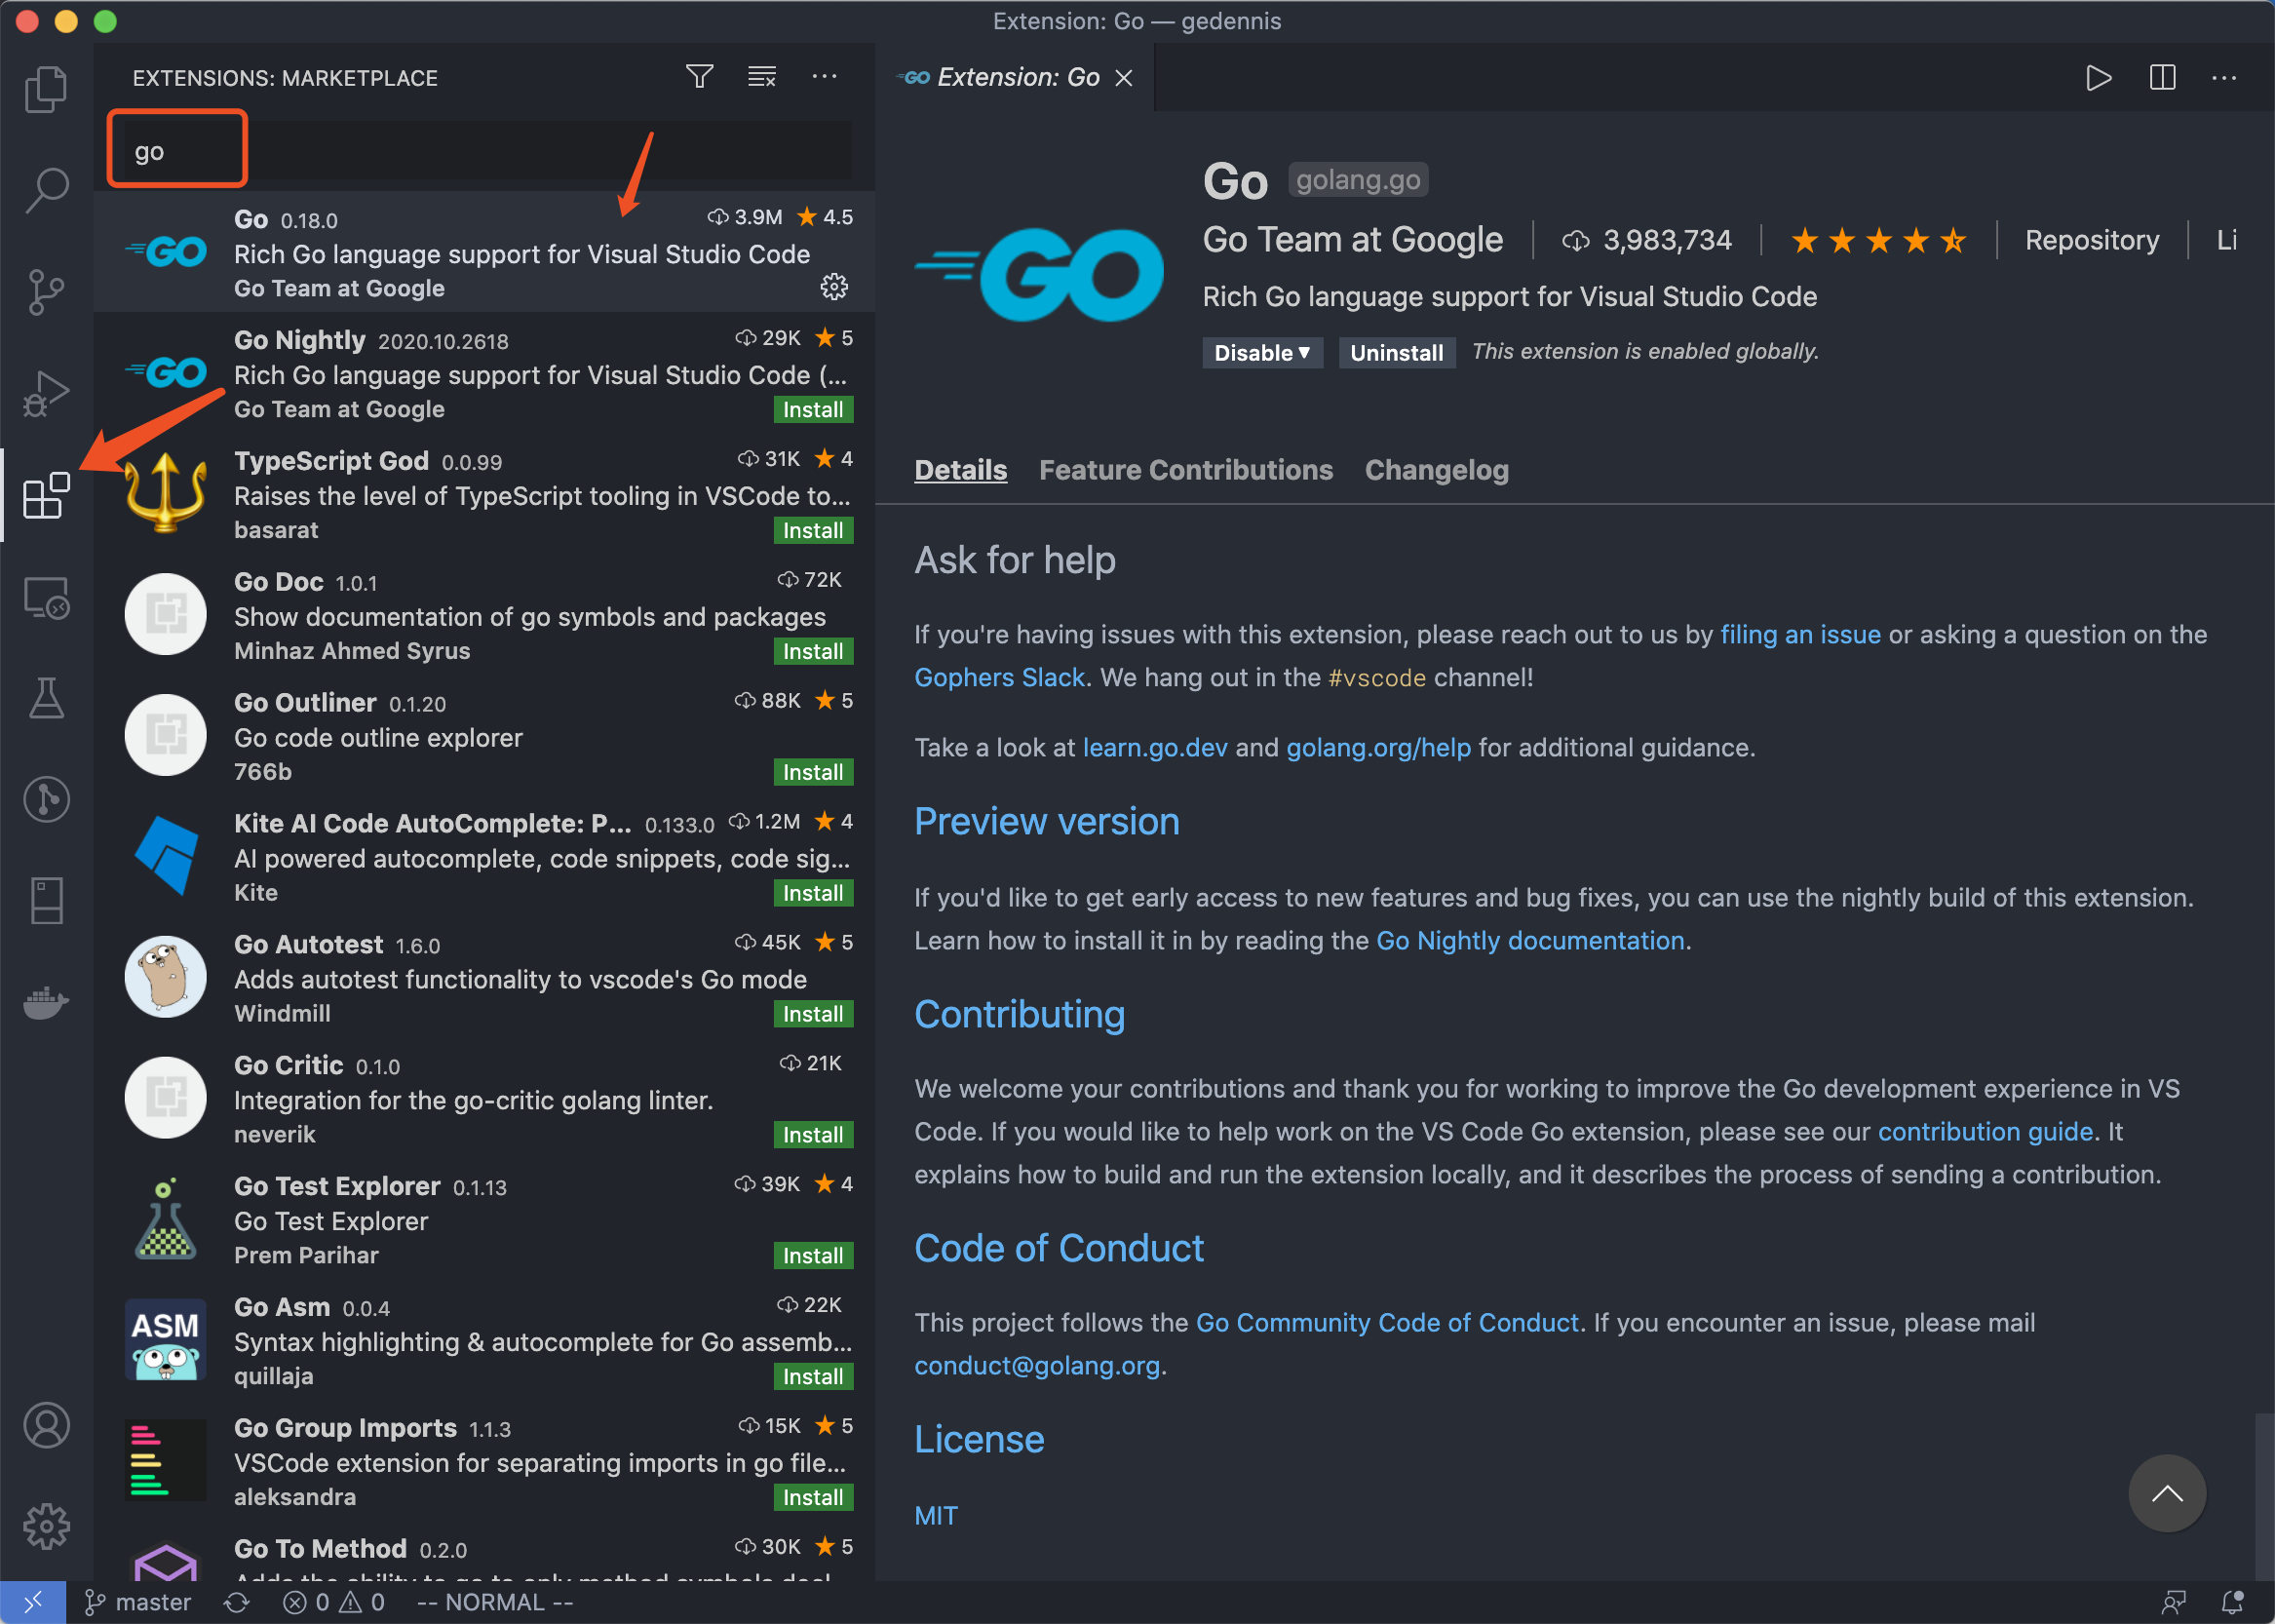 Extension: Go — gedennis
EXTENSIONS: MARKETPLACE
go
Go 0.18.0 3.9M 4.5
Rich Go language support for Visual Studio Code
Go Team at Google
Go Nightly 2020.10.2618 29K 5
Rich Go language support for Visual Studio Code (...
Go Team at Google Install
TypeScript God 0.0.99 31K 4
Raises the level of TypeScript tooling in VSCode to...
basarat Install
Go Doc 1.0.1 72K
Show documentation of go symbols and packages
Minhaz Ahmed Syrus Install
Go Outliner 0.1.20 88K 5
Go code outline explorer
766b Install
Kite AI Code AutoComplete: P... 0.133.0 1.2M 4
AI powered autocomplete, code snippets, code sig...
Kite Install
Go Autotest 1.6.0 45K 5
Adds autotest functionality to vscode's Go mode
Windmill Install
Go Critic 0.1.0 21K
Integration for the go-critic golang linter.
neverik Install
Go Test Explorer 0.1.13 39K 4
Go Test Explorer
Prem Parihar Install
ASM
Go Asm 0.0.4 22K
Syntax highlighting & autocomplete for Go assemb...
quillaja Install
Go Group Imports 1.1.3 15K 5
VSCode extension for separating imports in go file...
aleksandra Install
Go To Method 0.2.0 30K 5
GO Extension: Go
GO
Go golang.go
Go Team at Google 3,983,734 Repository Li
Rich Go language support for Visual Studio Code
Disable Uninstall This extension is enabled globally.
Details Feature Contributions Changelog
Ask for help
If you're having issues with this extension, please reach out to us by filing an issue or asking a question on the
Gophers Slack. We hang out in the #vscode channel!
Take a look at learn.go.dev and golang.org/help for additional guidance.
Preview version
If you'd like to get early access to new features and bug fixes, you can use the nightly build of this extension.
Learn how to install it in by reading the Go Nightly documentation.
Contributing
We welcome your contributions and thank you for working to improve the Go development experience in VS
Code. If you would like to help work on the VS Code Go extension, please see our contribution guide. It
explains how to build and run the extension locally, and it describes the process of sending a contribution.
Code of Conduct
This project follows the Go Community Code of Conduct. If you encounter an issue, please mail
conduct@golang.org.
License
MIT
master 0 0 -- NORMAL --